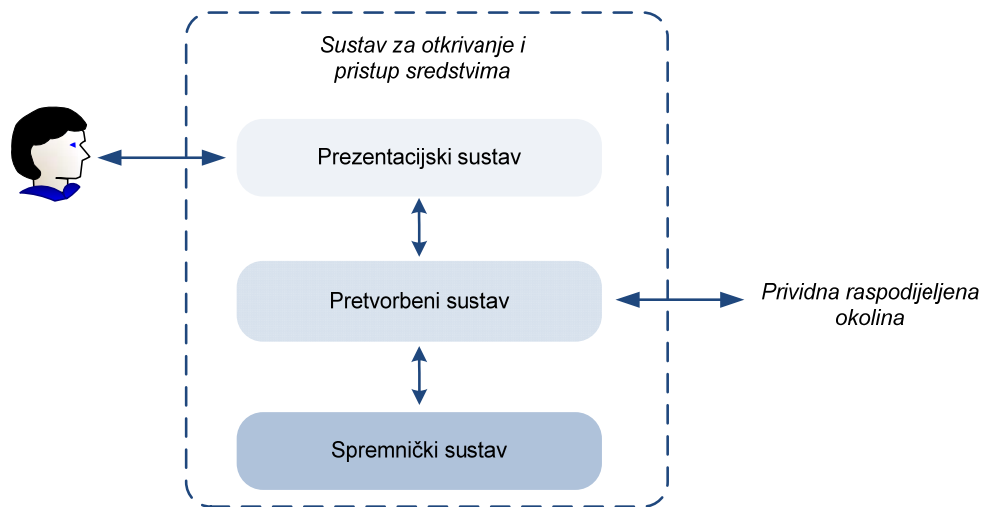 Sustav za otkrivanje i
pristup sredstvima
Prezentacijski sustav
Pretvorbeni sustav
Prividna raspodijeljena
okolina
Spremnički sustav